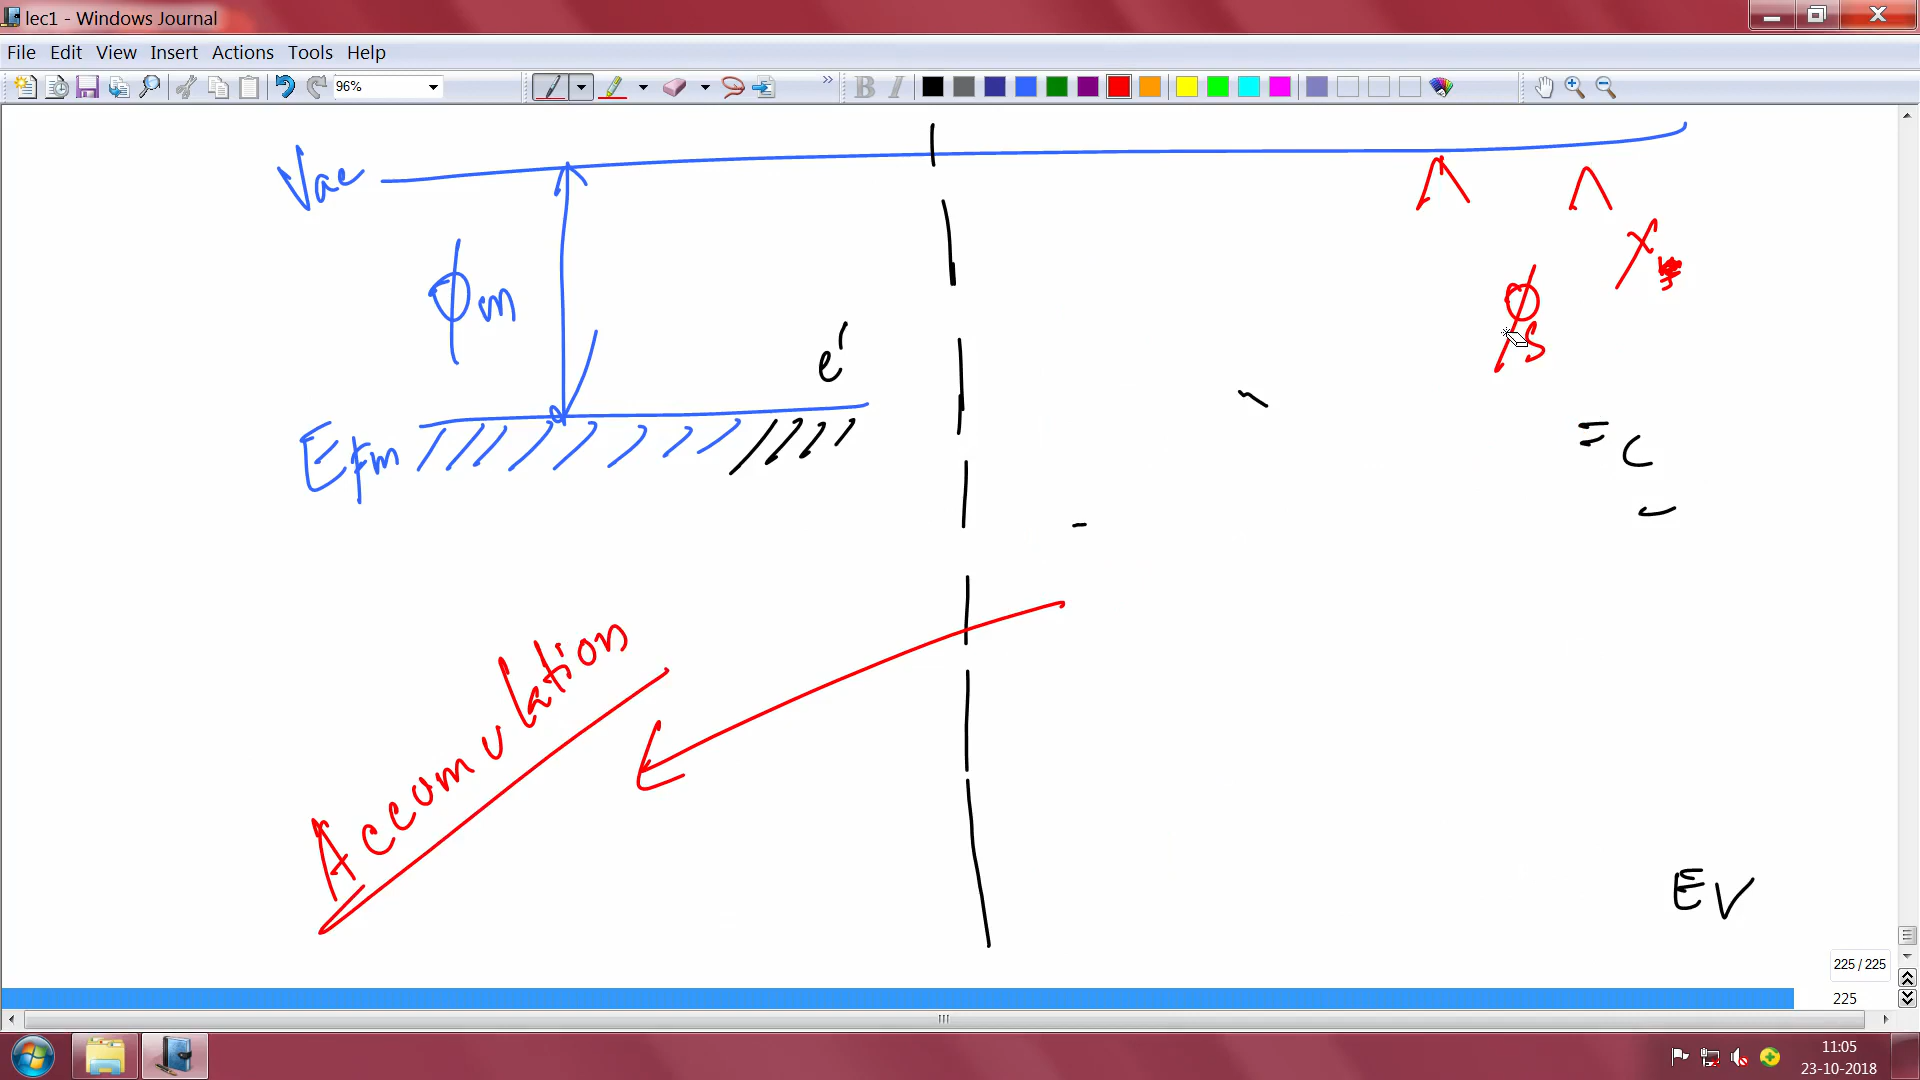 lec1 - Windows Journal
File Edit View Insert Actions Tools Help
96%
Vac
ϕm
e'
Efm
Accumulation
χ
ϕs
C
EV
225 / 225
225
11:05
23-10-2018